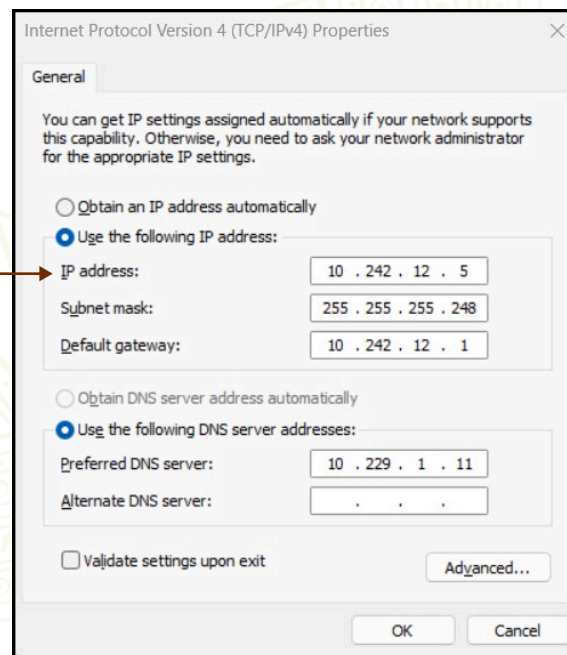 Internet Protocol Version 4 (TCP/IPv4) Properties
General
You can get IP settings assigned automatically if your network supports
this capability. Otherwise, you need to ask your network administrator
for the appropriate IP settings.
Obtain an IP address automatically
Use the following IP address:
IP address: 10 . 242 . 12 . 5
Subnet mask: 255 . 255 . 255 . 248
Default gateway: 10 . 242 . 12 . 1
Obtain DNS server address automatically
Use the following DNS server addresses:
Preferred DNS server: 10 . 229 . 1 . 11
Alternate DNS server: . . .
Validate settings upon exit
Advanced...
OK Cancel